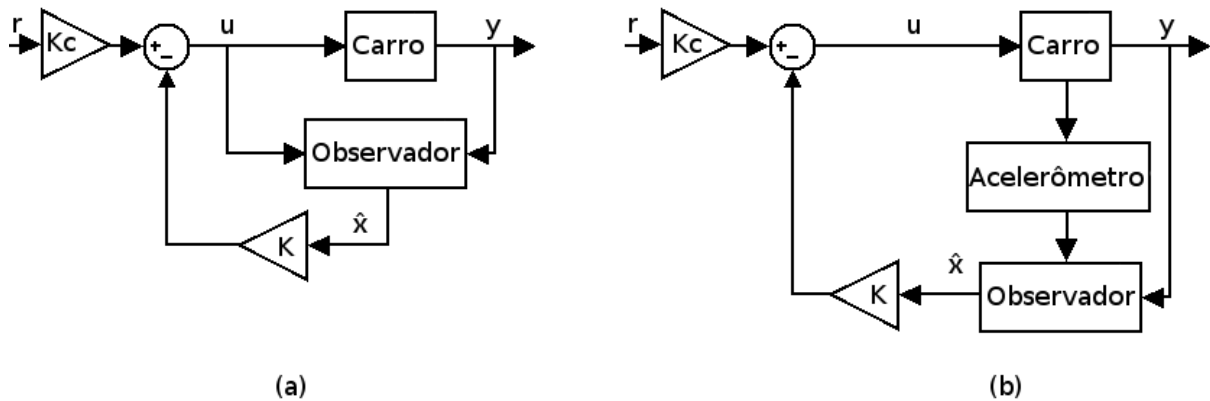 r
Kc
+
−
u
Carro
y
Observador
x̂
K
(a)
r
Kc
+
−
u
Carro
y
Acelerômetro
Observador
x̂
K
(b)